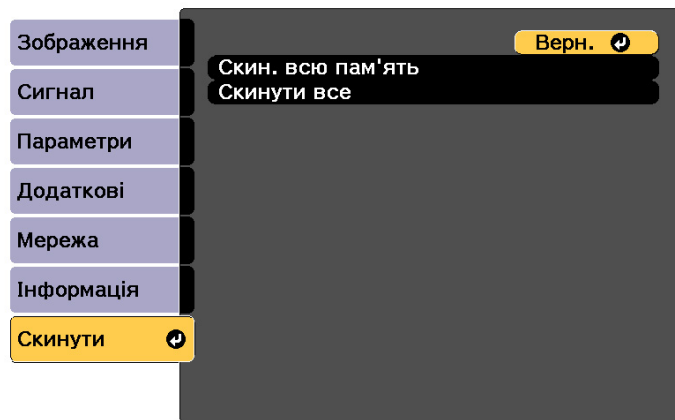 Зображення
Сигнал
Параметри
Додаткові
Мережа
Інформація
Скинути
Верн.
Скин. всю пам'ять
Скинути все